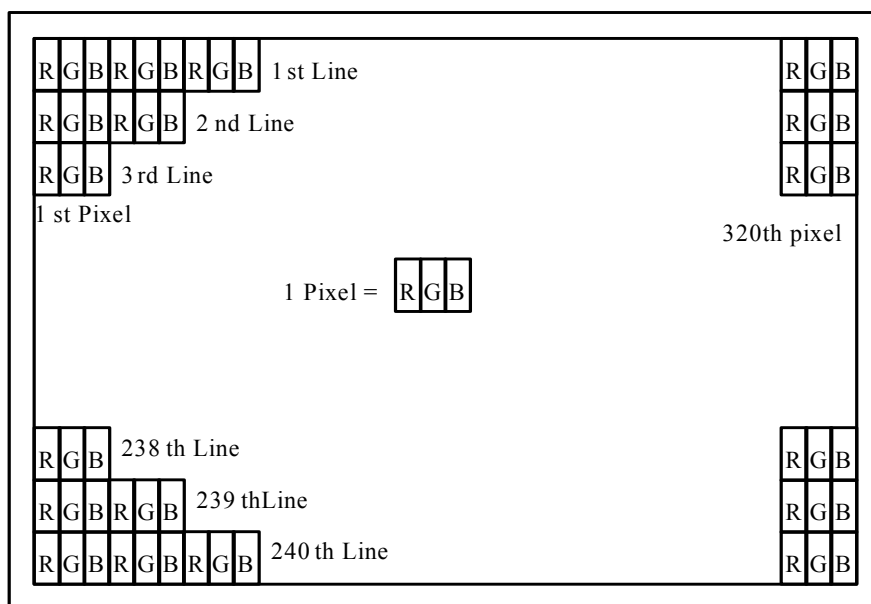 R G B R G B R G B 1 st Line R G B
R G B R G B 2 nd Line R G B
R G B 3 rd Line R G B
1 st Pixel
320th pixel
1 Pixel = R G B
R G B 238 th Line R G B
R G B R G B 239 thLine R G B
R G B R G B R G B 240 th Line R G B